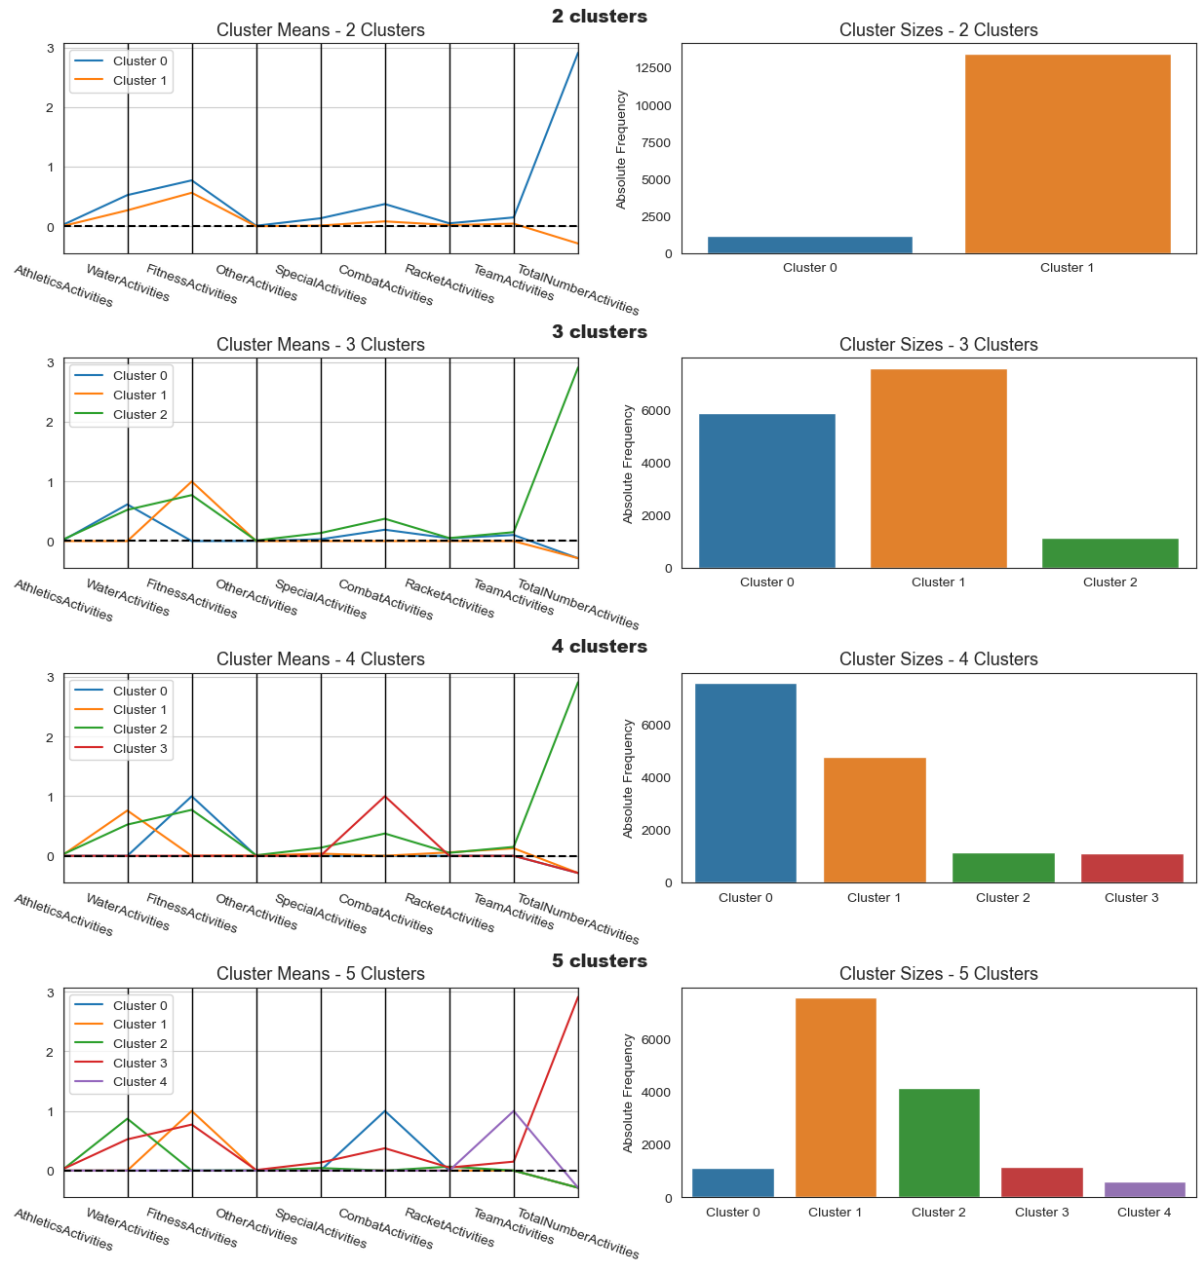 2 clusters
Cluster Means - 2 Clusters
3
2
1
0
Cluster 0
Cluster 1
AthleticsActivities
WaterActivities
FitnessActivities
OtherActivities
SpecialActivities
CombatActivities
RacketActivities
TeamActivities
TotalNumberActivities
Cluster Sizes - 2 Clusters
Absolute Frequency
12500
10000
7500
5000
2500
0
Cluster 0
Cluster 1
3 clusters
Cluster Means - 3 Clusters
3
2
1
0
Cluster 0
Cluster 1
Cluster 2
AthleticsActivities
WaterActivities
FitnessActivities
OtherActivities
SpecialActivities
CombatActivities
RacketActivities
TeamActivities
TotalNumberActivities
Cluster Sizes - 3 Clusters
Absolute Frequency
6000
4000
2000
0
Cluster 0
Cluster 1
Cluster 2
4 clusters
Cluster Means - 4 Clusters
3
2
1
0
Cluster 0
Cluster 1
Cluster 2
Cluster 3
AthleticsActivities
WaterActivities
FitnessActivities
OtherActivities
SpecialActivities
CombatActivities
RacketActivities
TeamActivities
TotalNumberActivities
Cluster Sizes - 4 Clusters
Absolute Frequency
6000
4000
2000
0
Cluster 0
Cluster 1
Cluster 2
Cluster 3
5 clusters
Cluster Means - 5 Clusters
3
2
1
0
Cluster 0
Cluster 1
Cluster 2
Cluster 3
Cluster 4
AthleticsActivities
WaterActivities
FitnessActivities
OtherActivities
SpecialActivities
CombatActivities
RacketActivities
TeamActivities
TotalNumberActivities
Cluster Sizes - 5 Clusters
Absolute Frequency
6000
4000
2000
0
Cluster 0
Cluster 1
Cluster 2
Cluster 3
Cluster 4